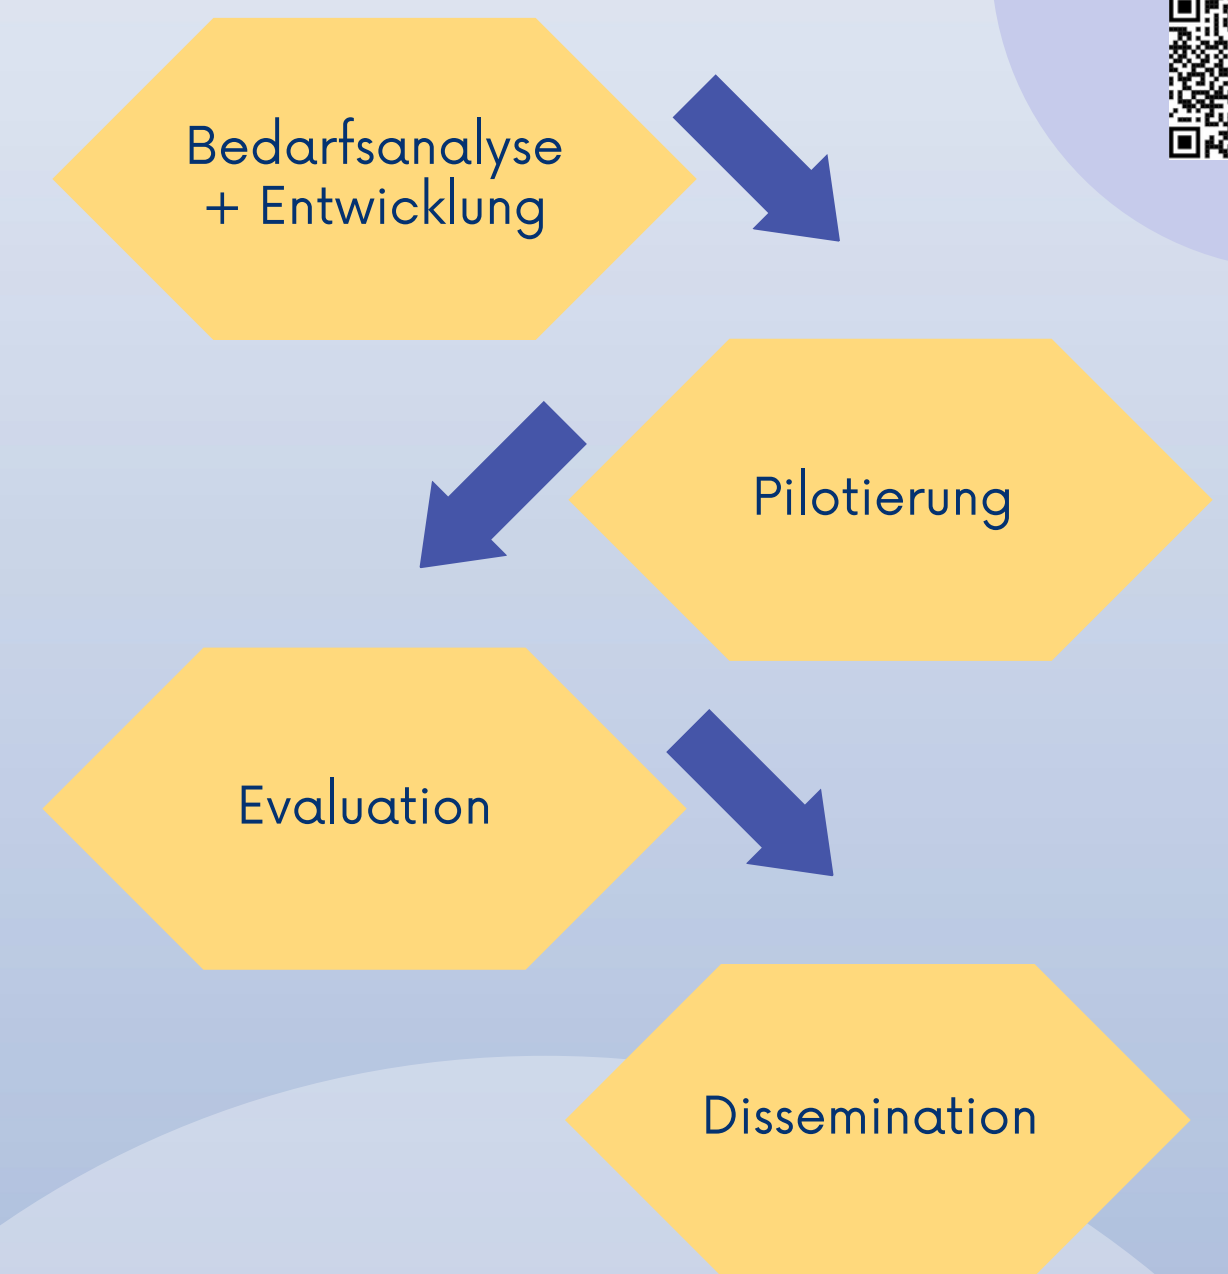 Bedarfsanalyse
+ Entwicklung
Pilotierung
Evaluation
Dissemination